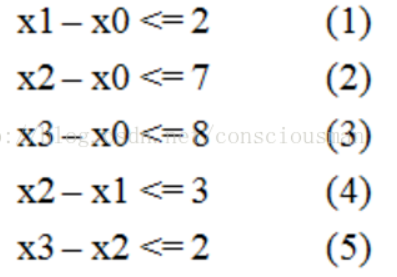 x1 – x0 <= 2 (1)
x2 – x0 <= 7 (2)
x3 – x0 <= 8 (3)
x2 – x1 <= 3 (4)
x3 – x2 <= 2 (5)